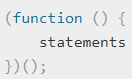 (function () {
    statements
})();